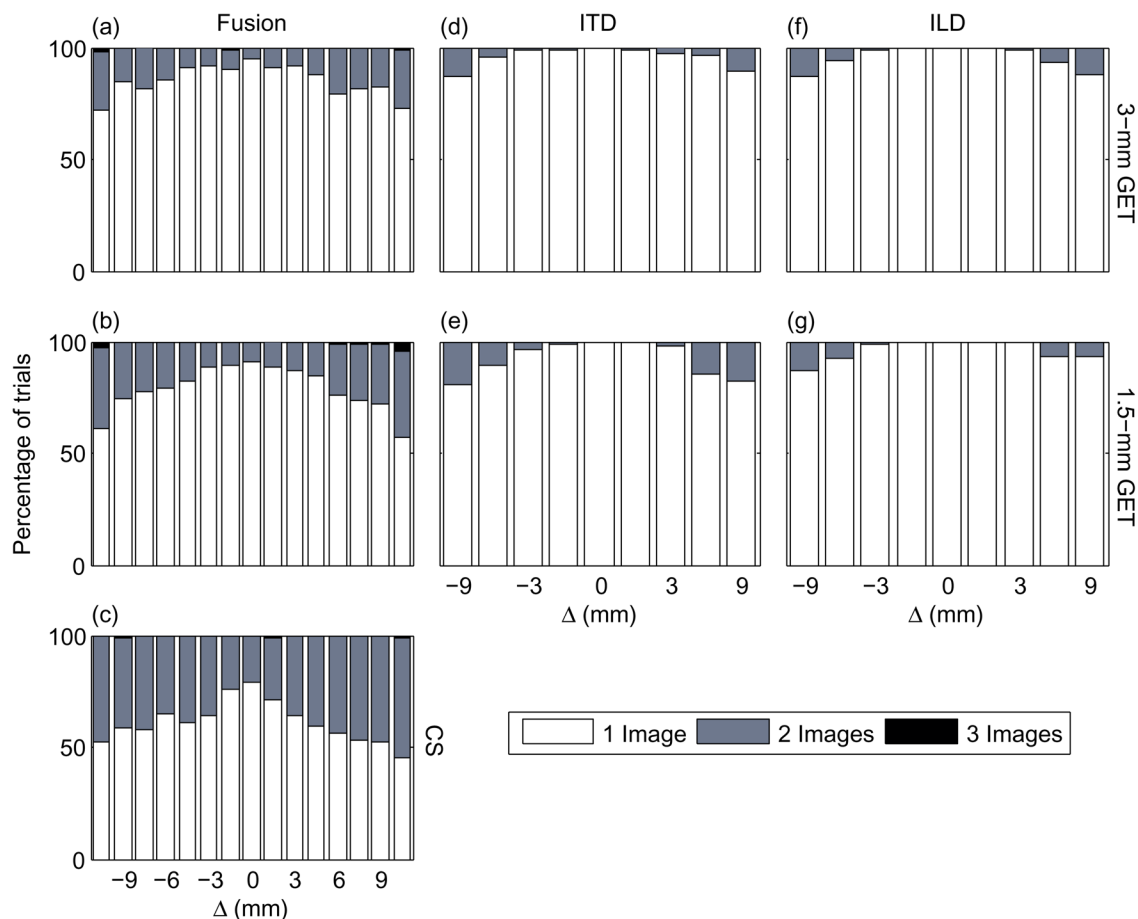 Fusion
ITD
ILD
(a)
(d)
(f)
100
50
0
3−mm GET
(b)
(e)
(g)
100
50
0
1.5−mm GET
Percentage of trials
−9 −3 0 3 9
Δ (mm)
−9 −3 0 3 9
Δ (mm)
(c)
100
50
0
CS
−9 −6 −3 0 3 6 9
Δ (mm)
1 Image 2 Images 3 Images